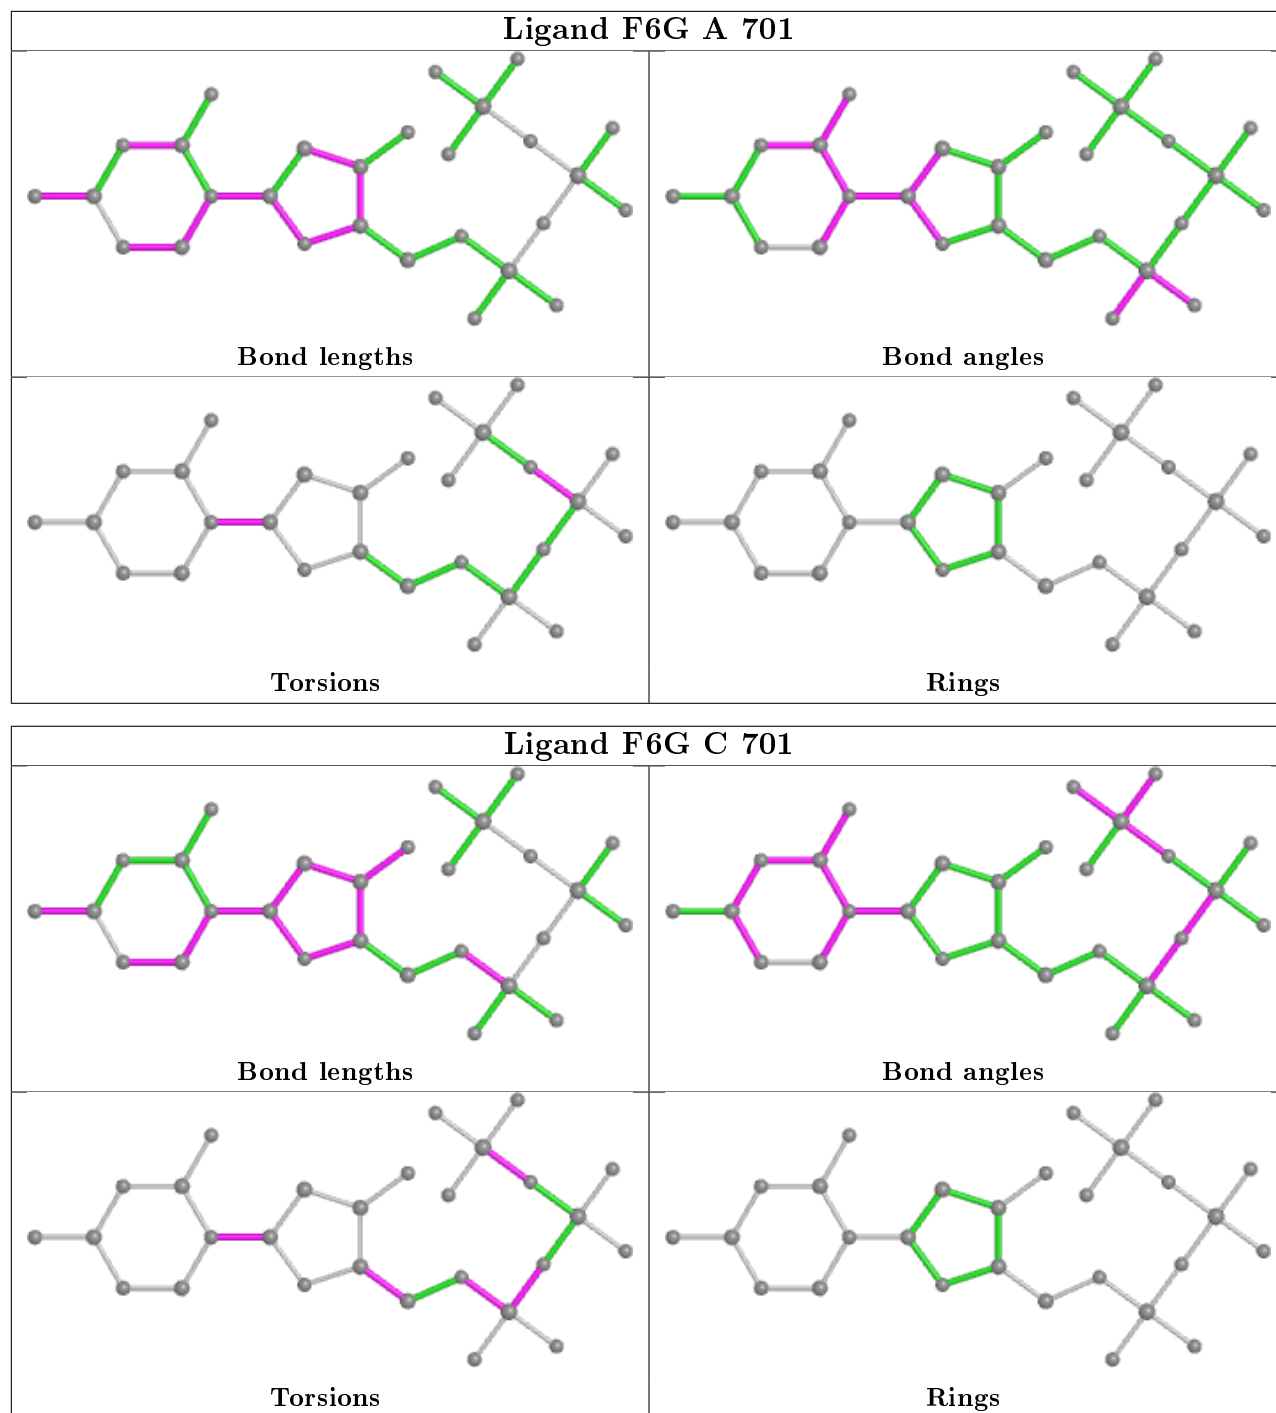 Ligand F6G A 701
Bond lengths
Bond angles
Torsions
Rings
Ligand F6G C 701
Bond lengths
Bond angles
Torsions
Rings